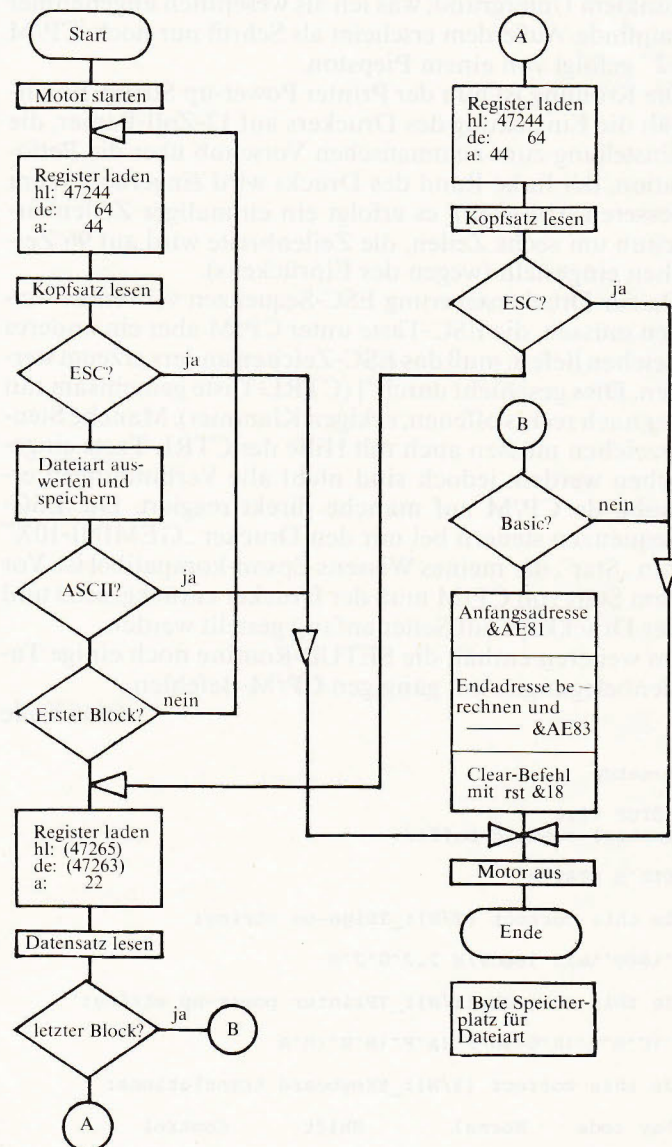 Start
Motor starten
Register laden
hl: 47244
de: 64
a: 44
Kopfsatz lesen
ESC?
ja
Dateiart aus-
werten und
speichern
ASCII?
ja
Erster Block?
nein
Register laden
hl: (47265)
de: (47263)
a: 22
Datensatz lesen
letzter Block?
ja
B
A
A
Register laden
hl: 47244
de: 64
a: 44
Kopfsatz lesen
ESC?
ja
B
Basic?
nein
Anfangsadresse
&AE81
Endadresse be-
rechnen und
&AE83
Clear-Befehl
mit rst &18
Motor aus
Ende
1 Byte Speicher-
platz für
Dateiart